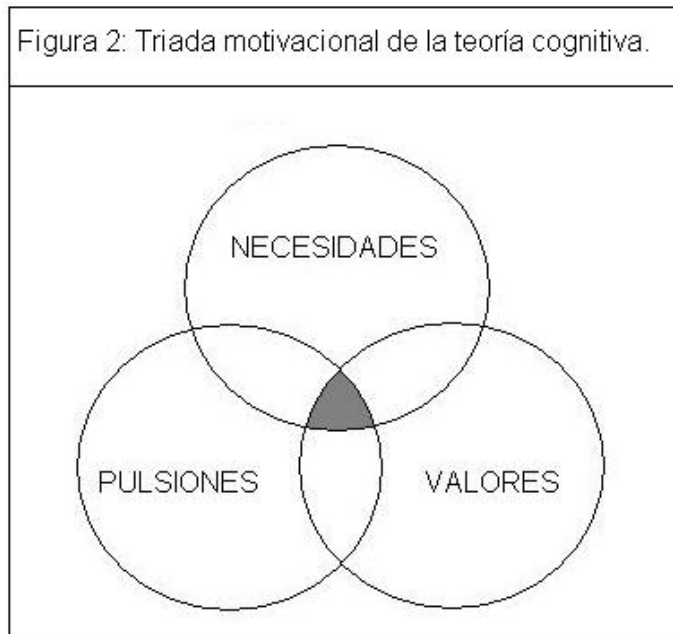 Figura 2: Triada motivacional de la teoría cognitiva.
NECESIDADES
PULSIONES
VALORES